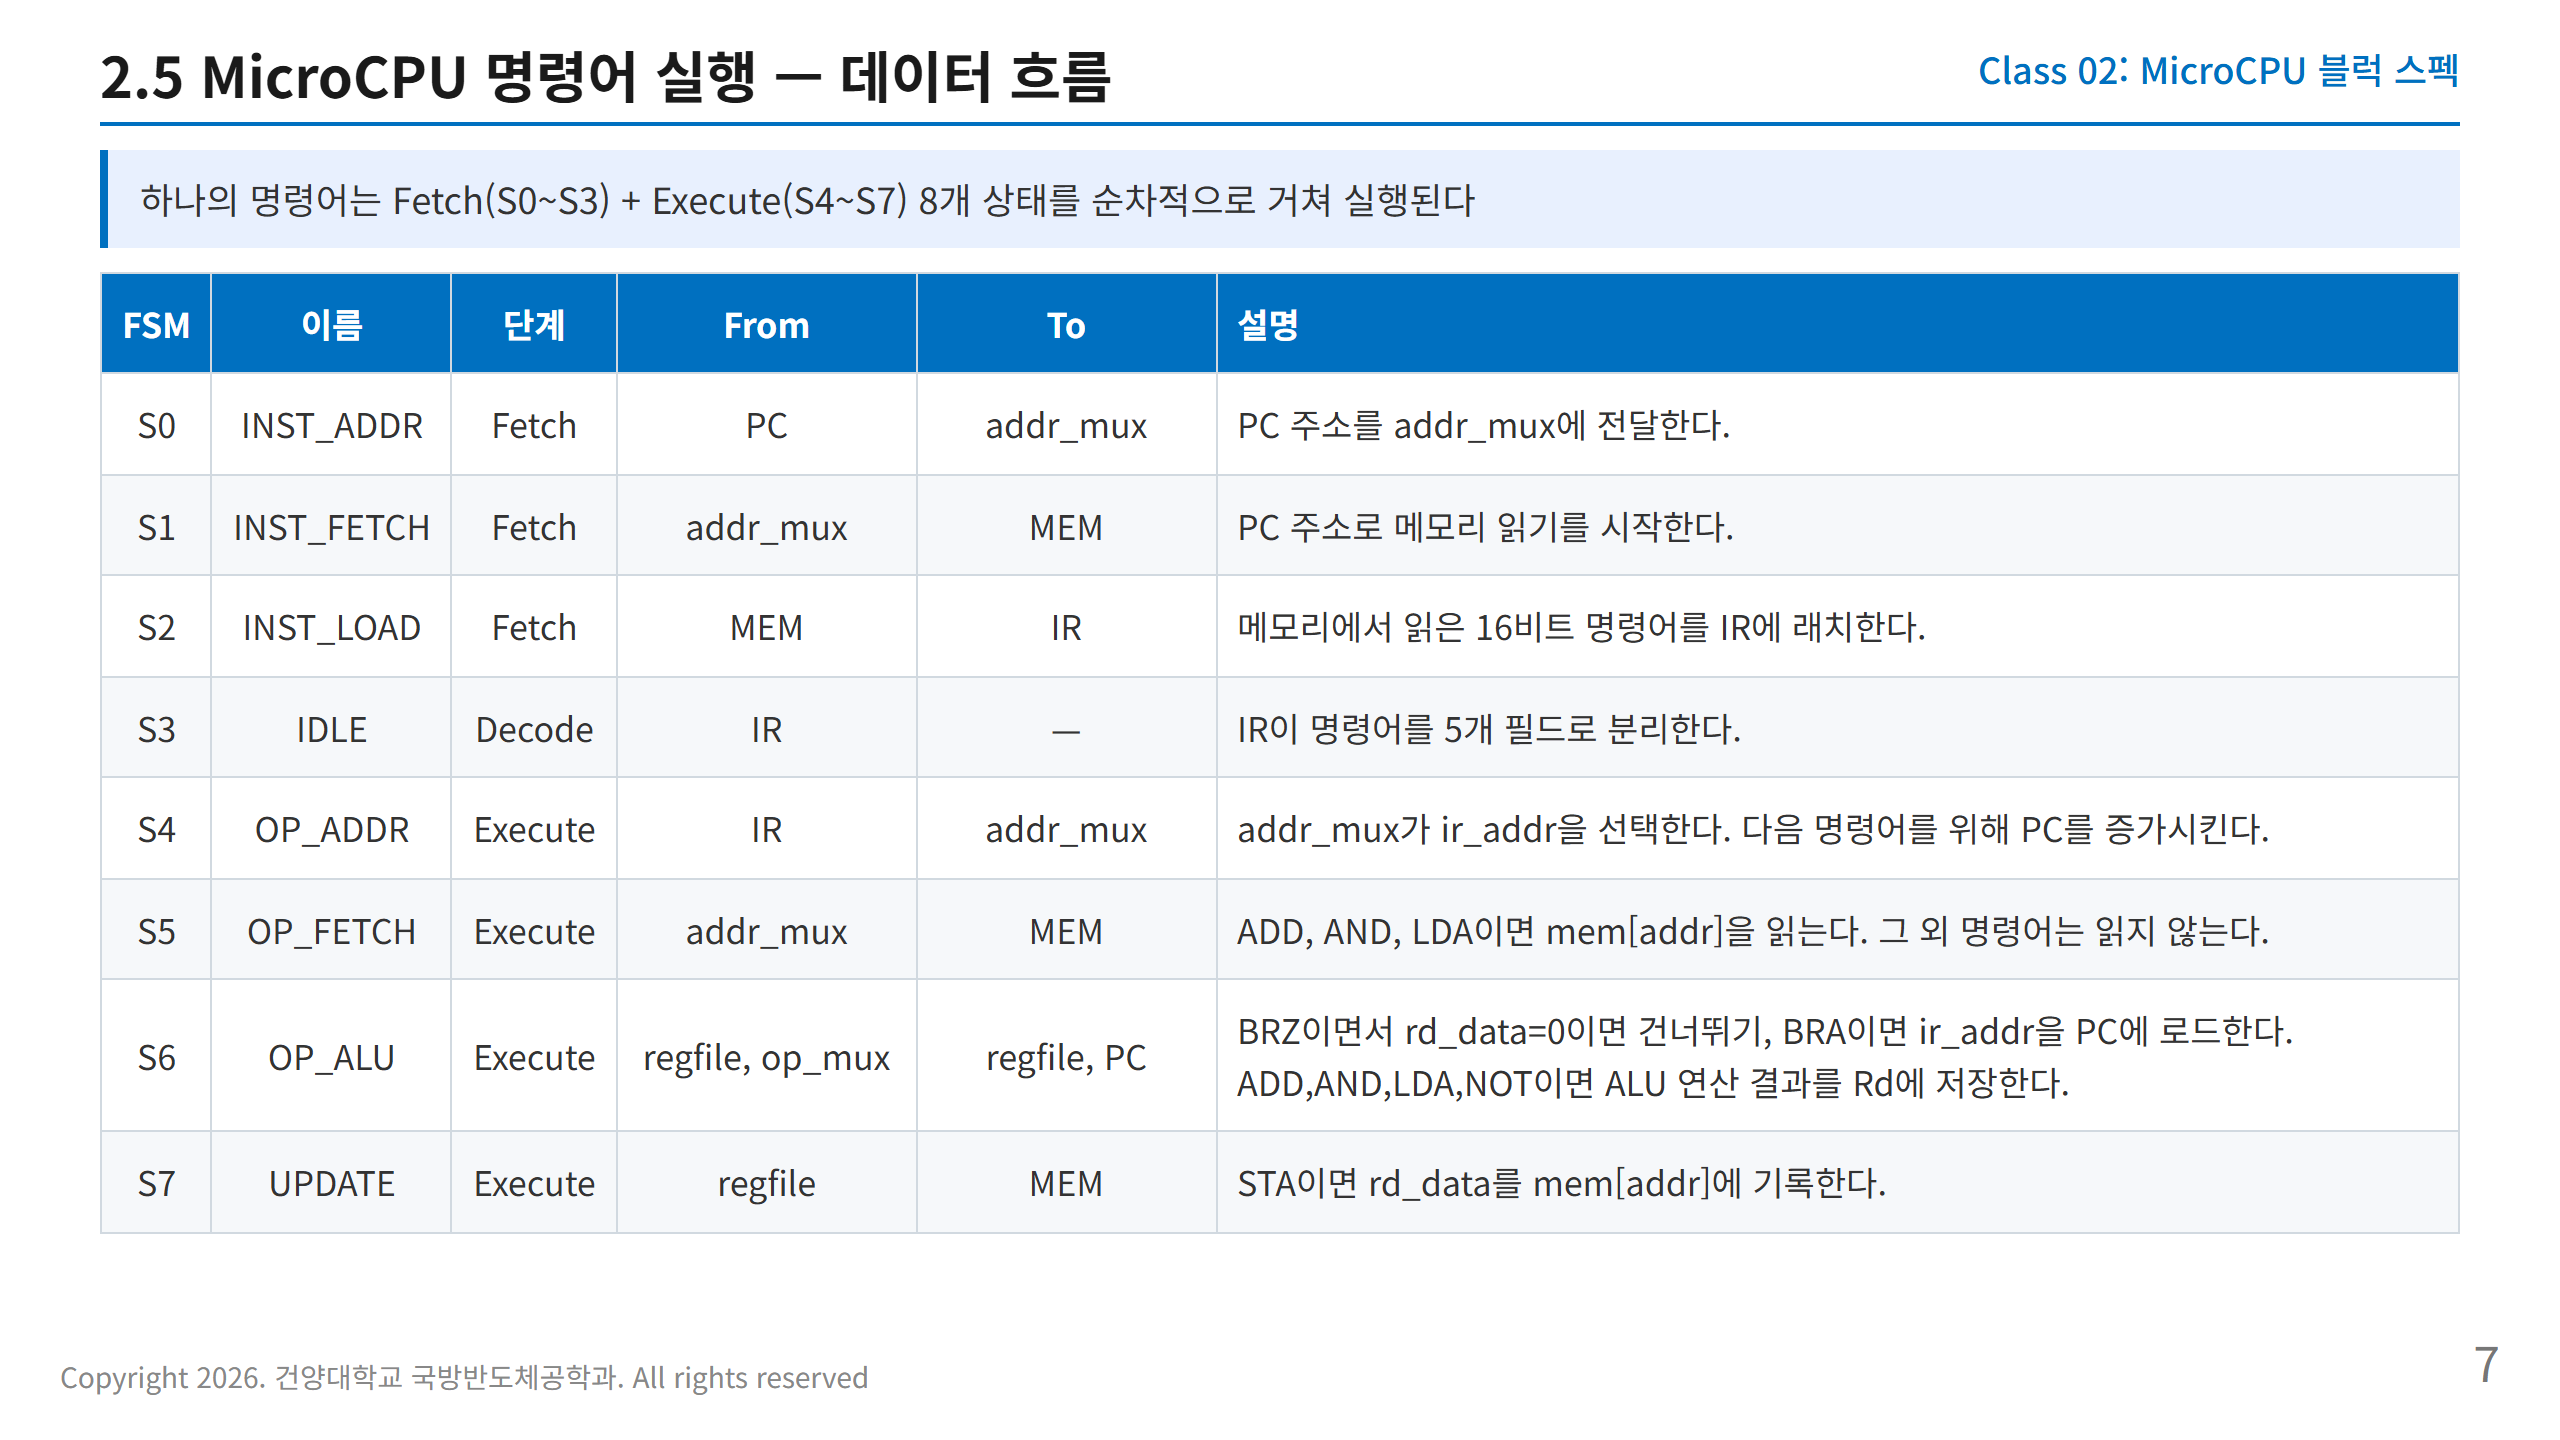 2.5 MicroCPU 명령어 실행 — 데이터 흐름
Class 02: MicroCPU 블럭 스펙
하나의 명령어는 Fetch(S0~S3) + Execute(S4~S7) 8개 상태를 순차적으로 거쳐 실행된다
FSM 이름 단계 From To 설명
S0 INST_ADDR Fetch PC addr_mux PC 주소를 addr_mux에 전달한다.
S1 INST_FETCH Fetch addr_mux MEM PC 주소로 메모리 읽기를 시작한다.
S2 INST_LOAD Fetch MEM IR 메모리에서 읽은 16비트 명령어를 IR에 래치한다.
S3 IDLE Decode IR — IR이 명령어를 5개 필드로 분리한다.
S4 OP_ADDR Execute IR addr_mux addr_mux가 ir_addr을 선택한다. 다음 명령어를 위해 PC를 증가시킨다.
S5 OP_FETCH Execute addr_mux MEM ADD, AND, LDA이면 mem[addr]을 읽는다. 그 외 명령어는 읽지 않는다.
S6 OP_ALU Execute regfile, op_mux regfile, PC BRZ이면서 rd_data=0이면 건너뛰기, BRA이면 ir_addr을 PC에 로드한다.
ADD,AND,LDA,NOT이면 ALU 연산 결과를 Rd에 저장한다.
S7 UPDATE Execute regfile MEM STA이면 rd_data를 mem[addr]에 기록한다.
Copyright 2026. 건양대학교 국방반도체공학과. All rights reserved
7